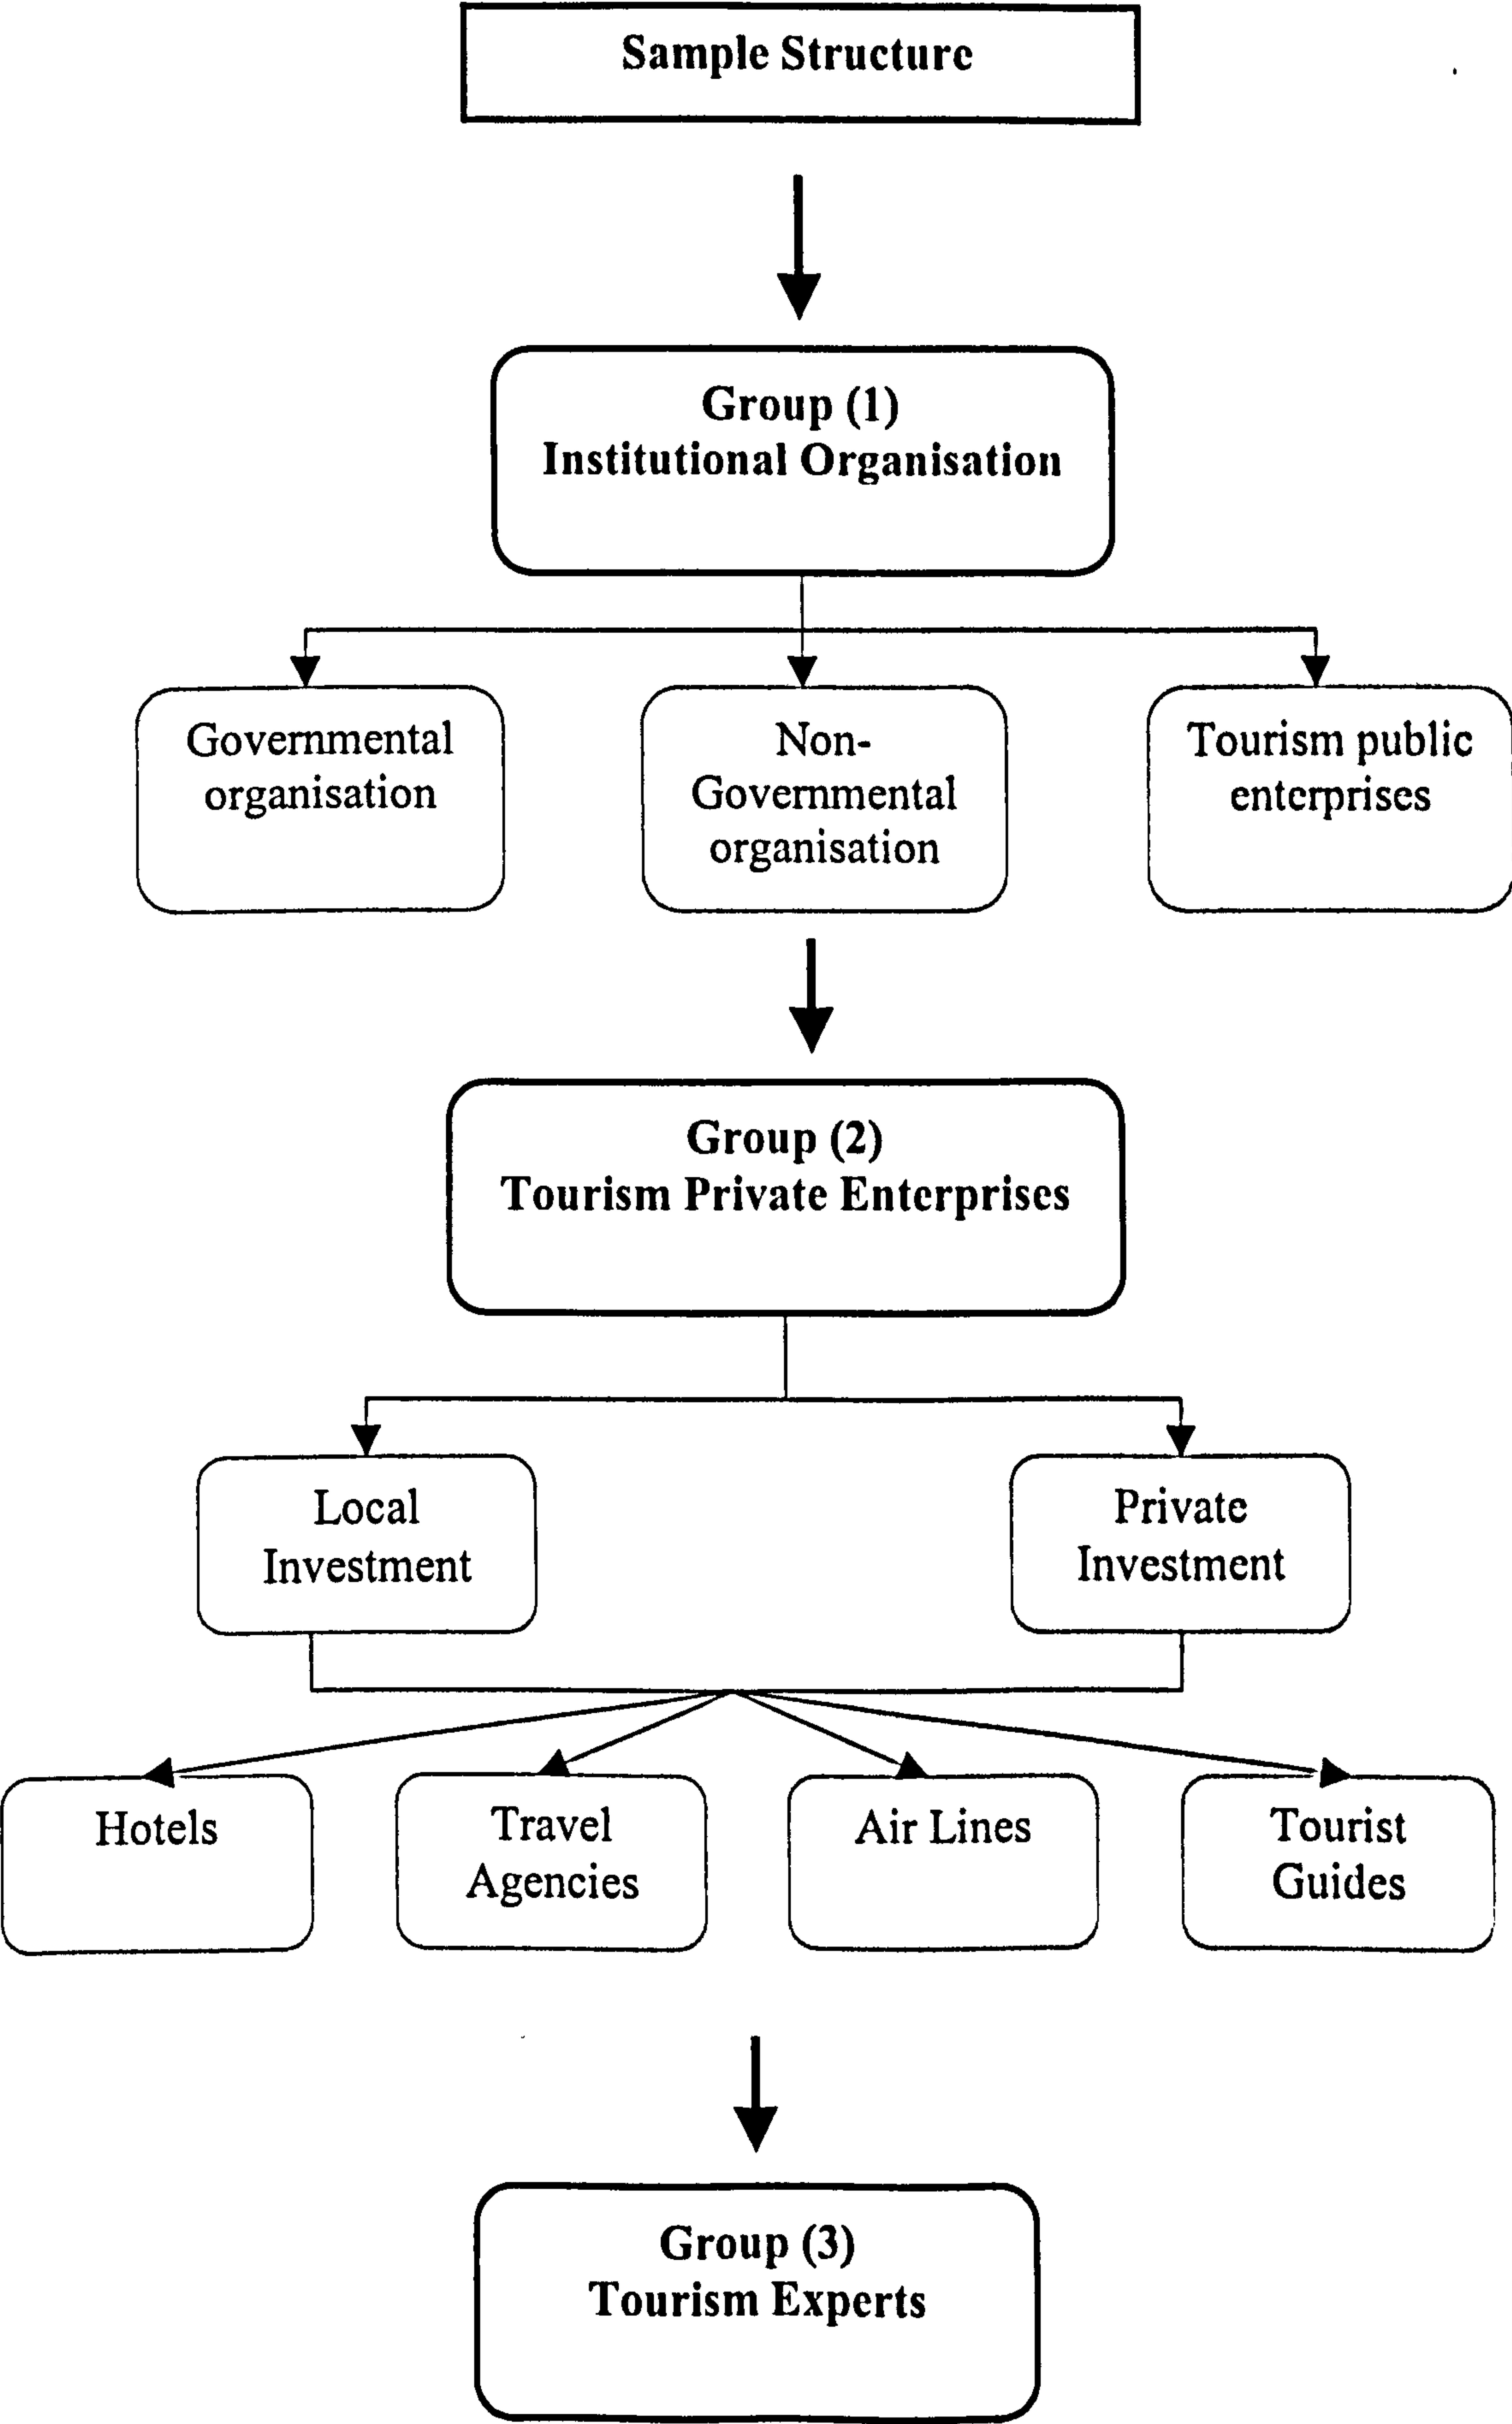 Sample Structure
Group (1)
Institutional Organisation
Governmental
organisation
Non-
Governmental
organisation
Tourism public
enterprises
Group (2)
Tourism Private Enterprises
Local
Investment
Private
Investment
Hotels
Travel
Agencies
Air Lines
Tourist
Guides
Group (3)
Tourism Experts